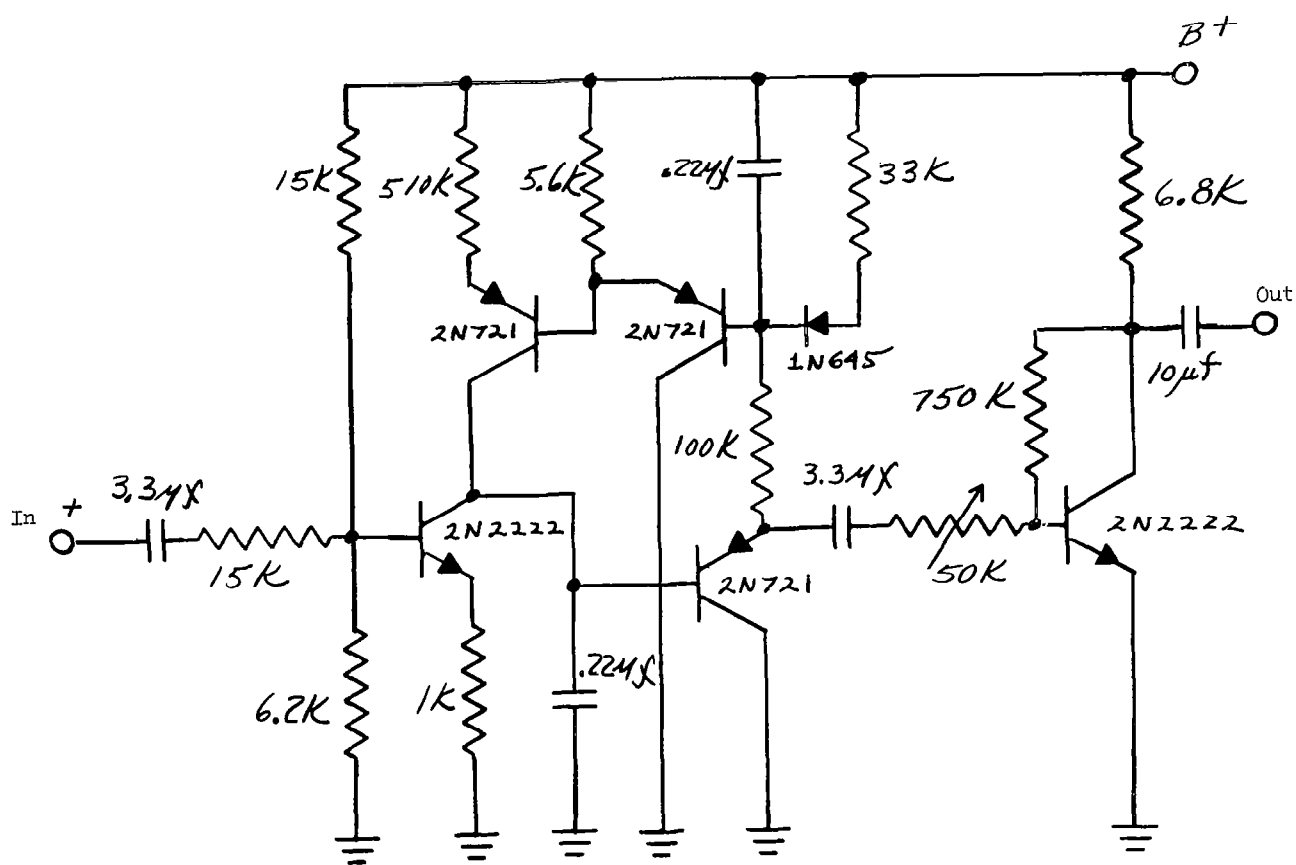 B+
15K
510K
5.6K
.22μf
33K
6.8K
2N721
2N721
1N645
Out
10μf
750K
100K
In
+
3.3μf
15K
2N2222
3.3μf
50K
2N2222
2N721
6.2K
1K
.22μf